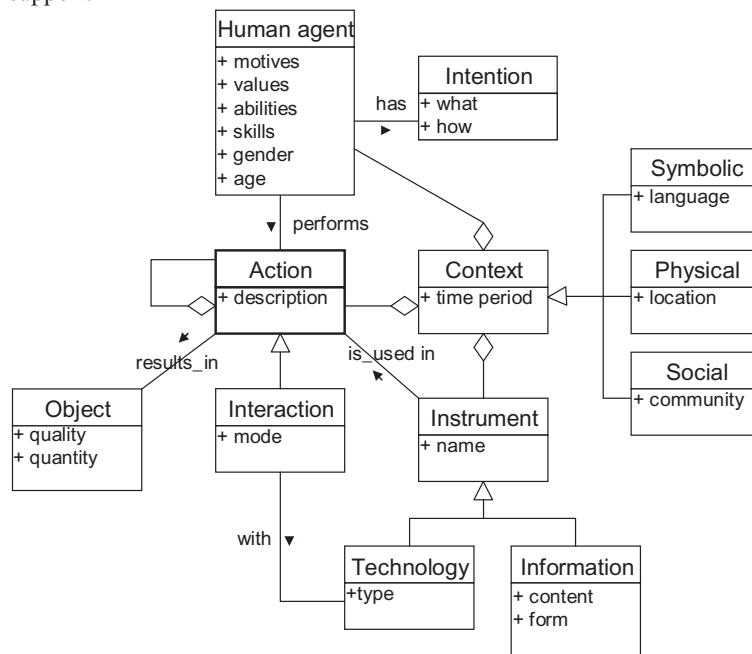 support.
Human agent
+ motives
+ values
+ abilities
+ skills
+ gender
+ age
has
Intention
+ what
+ how
performs
Symbolic
+ language
Action
+ description
Context
+ time period
Physical
+ location
results_in
is_used in
Social
+ community
Object
+ quality
+ quantity
Interaction
+ mode
Instrument
+ name
with
Technology
+type
Information
+ content
+ form